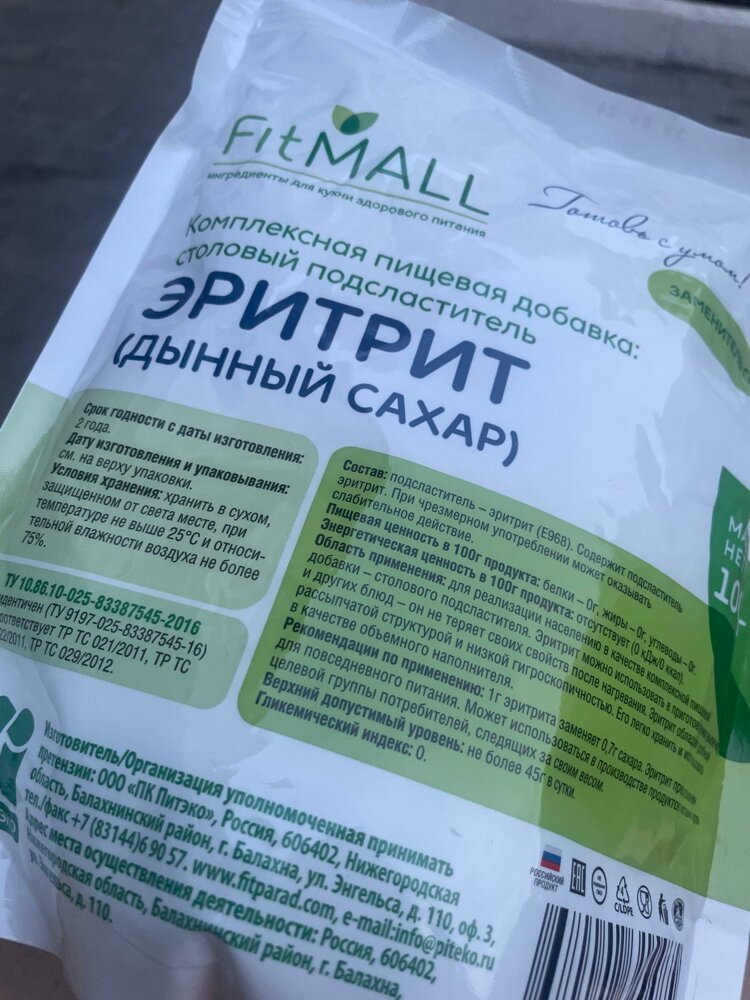 FitMALL
ингредиенты для кухни здорового питания
Готовь с умом!
Комплексная пищевая добавка:
столовый подсластитель
ЭРИТРИТ
(ДЫННЫЙ САХАР)
ЗАМЕНИТЕЛЬ
Срок годности с даты изготовления:
2 года.
Дату изготовления и упаковывания:
см. на верху упаковки.
Условия хранения: хранить в сухом,
защищенном от света месте, при
температуре не выше 25°С и относи-
тельной влажности воздуха не более
75%.
ТУ 10.86.10-025-83387545-2016
идентичен (ТУ 9197-025-83387545-16)
соответствует ТР ТС 021/2011, ТР ТС
022/2011, ТР ТС 029/2012.
Состав: подсластитель – эритрит (Е968). Содержит подсластитель
эритрит. При чрезмерном употреблении может оказывать
слабительное действие.
Пищевая ценность в 100г продукта: белки – 0г, жиры – 0г, углеводы – 0г.
Энергетическая ценность в 100г продукта: отсутствует (0 кДж/0 ккал).
Область применения: для реализации населению в качестве комплексной пищевой
добавки – столового подсластителя. Эритрит можно использовать в приготовлении
и других блюд – он не теряет своих свойств после нагревания. Эритрит обладает
рассыпчатой структурой и низкой гигроскопичностью. Его легко хранить и
в качестве объемного наполнителя.
Рекомендации по применению: 1г эритрита заменяет 0,7г сахара. Эритрит
для повседневного питания. Может использоваться в производстве продуктов
целевой группы потребителей, следящих за своим весом.
Верхний допустимый уровень: не более 45г в сутки.
Гликемический индекс: 0.
Изготовитель/Организация уполномоченная принимать
претензии: ООО «ПК Питэко», Россия, 606402, Нижегородская
область, Балахнинский район, г. Балахна, ул. Энгельса, д. 110, оф. 3,
тел./факс +7 (83144)6 90 57. www.fitparad.com, e-mail:info@piteko.ru
Адрес места осуществления деятельности: Россия, 606402,
Нижегородская область, Балахнинский район, г. Балахна,
ул. Энгельса, д. 110.
РОССИЙСКИЙ
ПРОДУКТ
EAC
C/LDPE